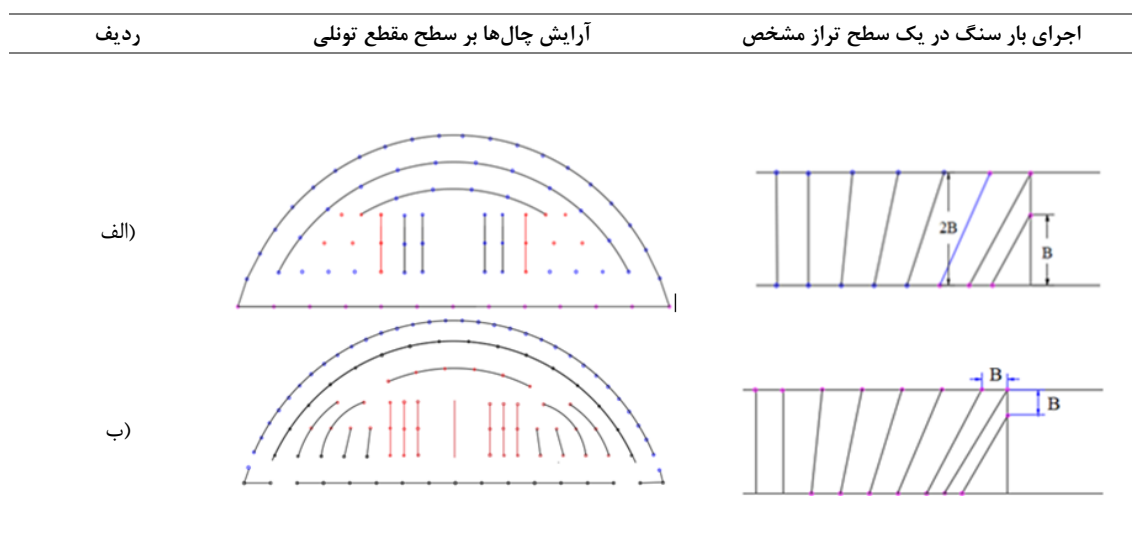 ردیف
آرایش چال‌ها بر سطح مقطع تونلی
اجرای بار سنگ در یک سطح تراز مشخص
الف)
2B
B
ب)
B
B